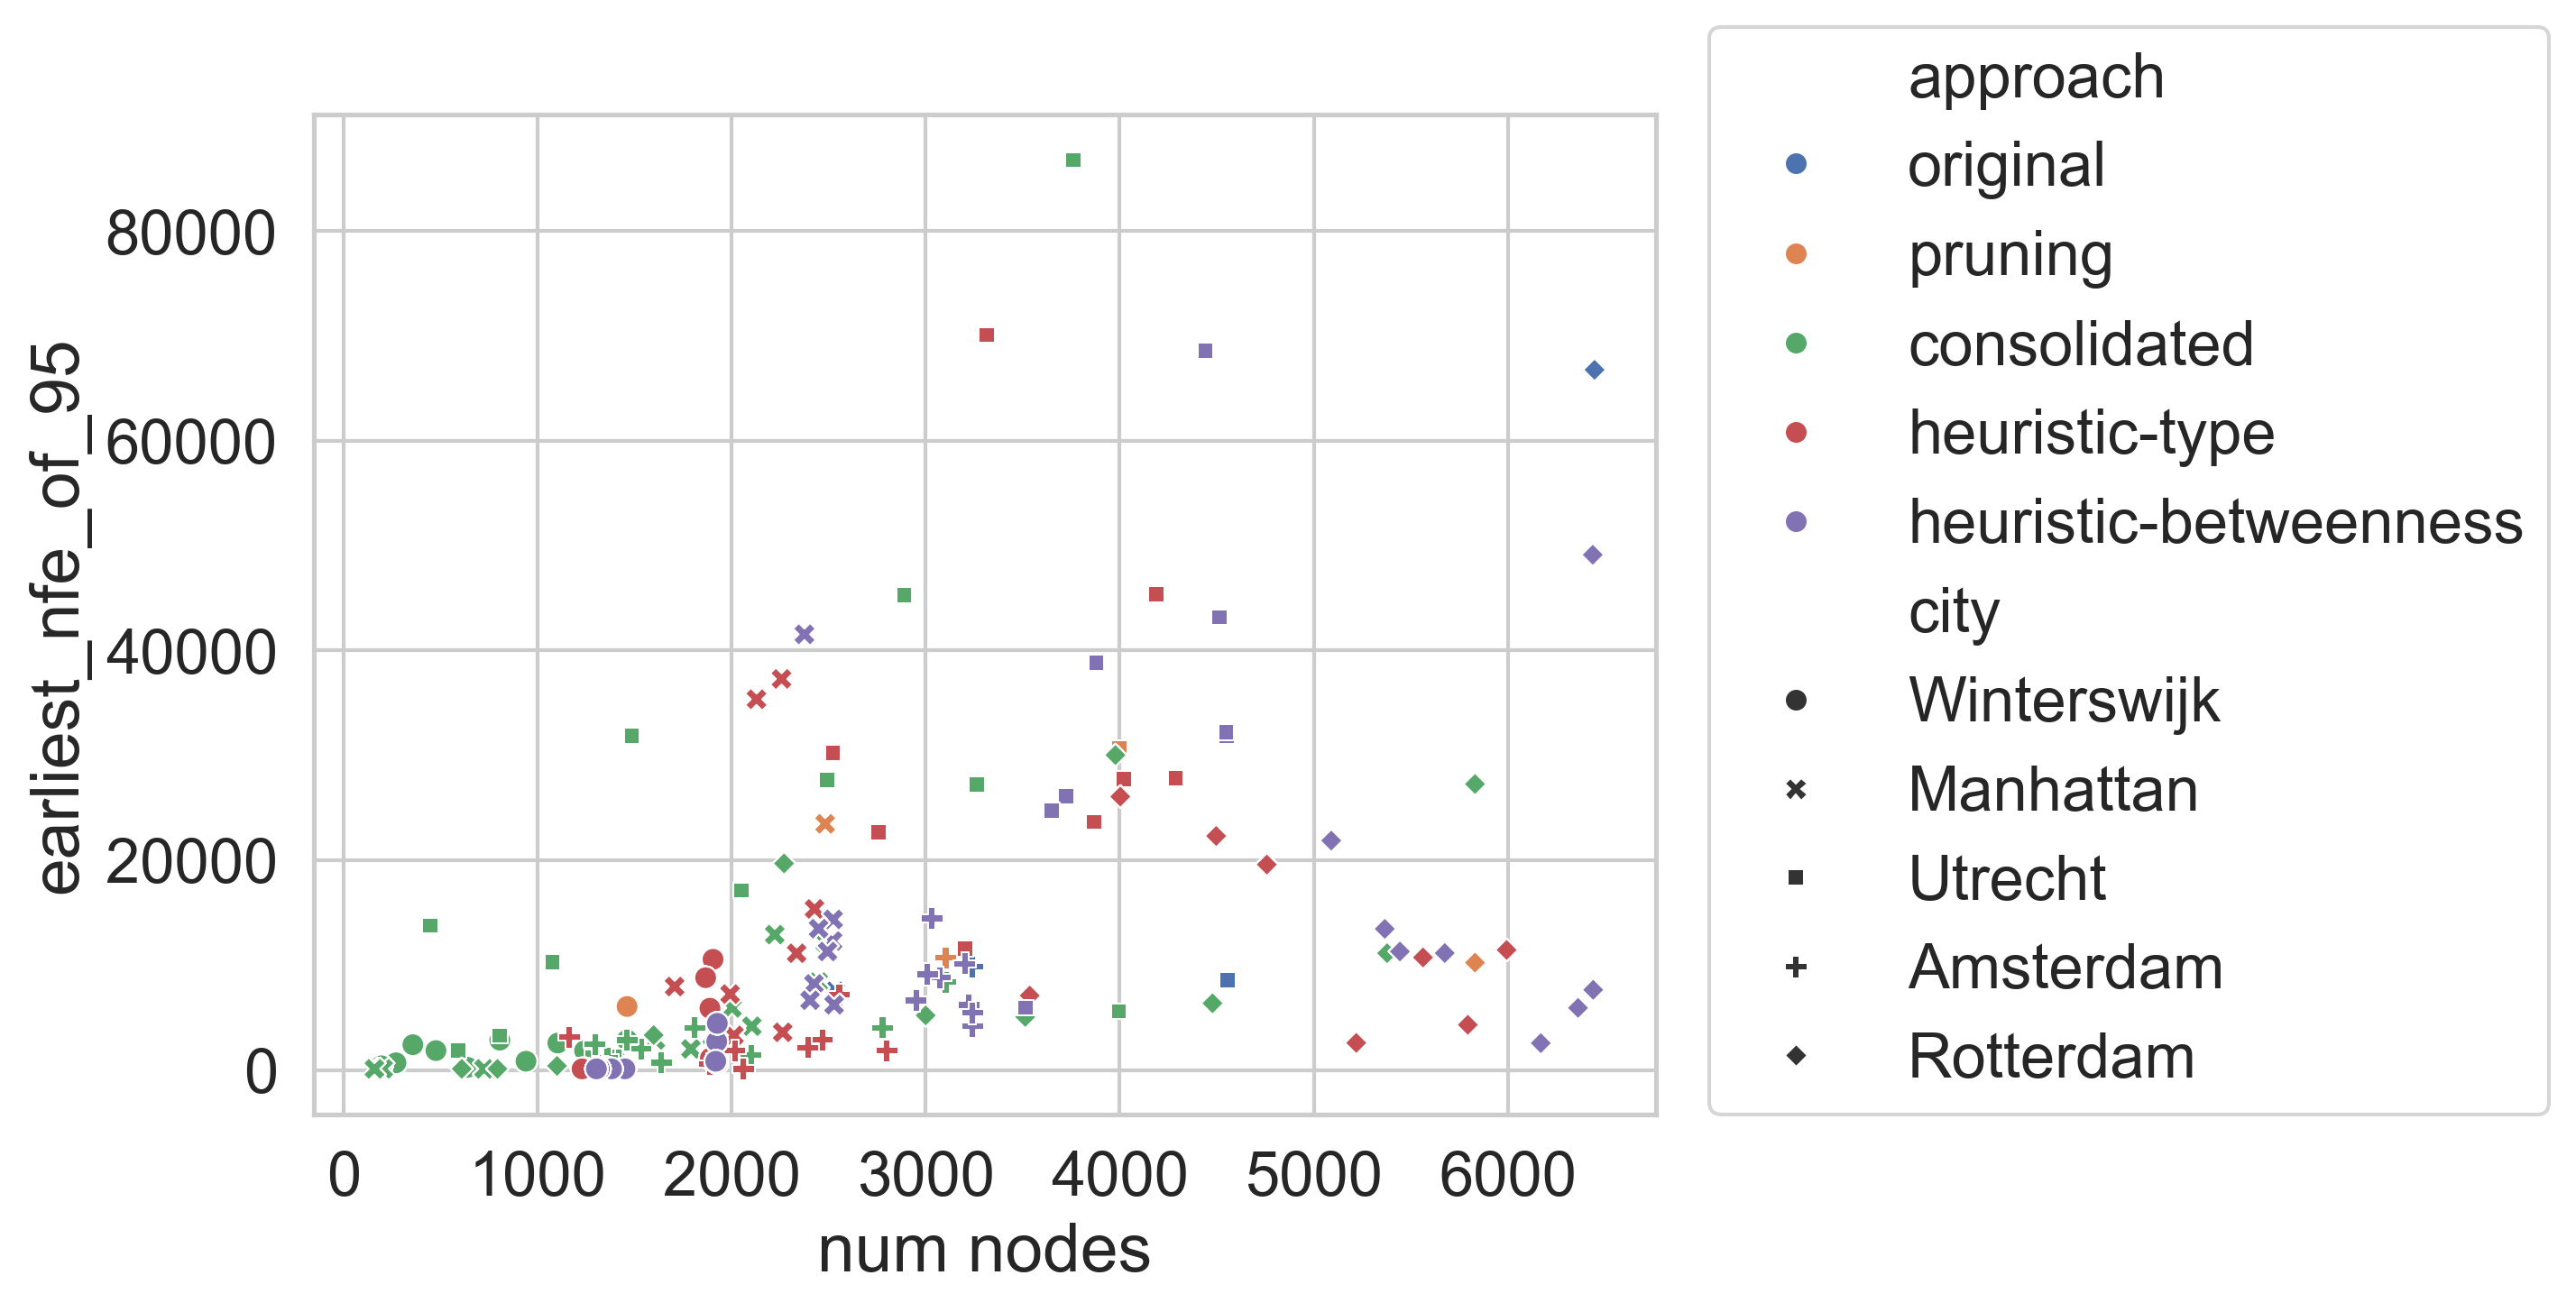 earliest_nfe_of_95
80000
60000
40000
20000
0
0 1000 2000 3000 4000 5000 6000
num nodes
approach
original
pruning
consolidated
heuristic-type
heuristic-betweenness
city
Winterswijk
Manhattan
Utrecht
Amsterdam
Rotterdam